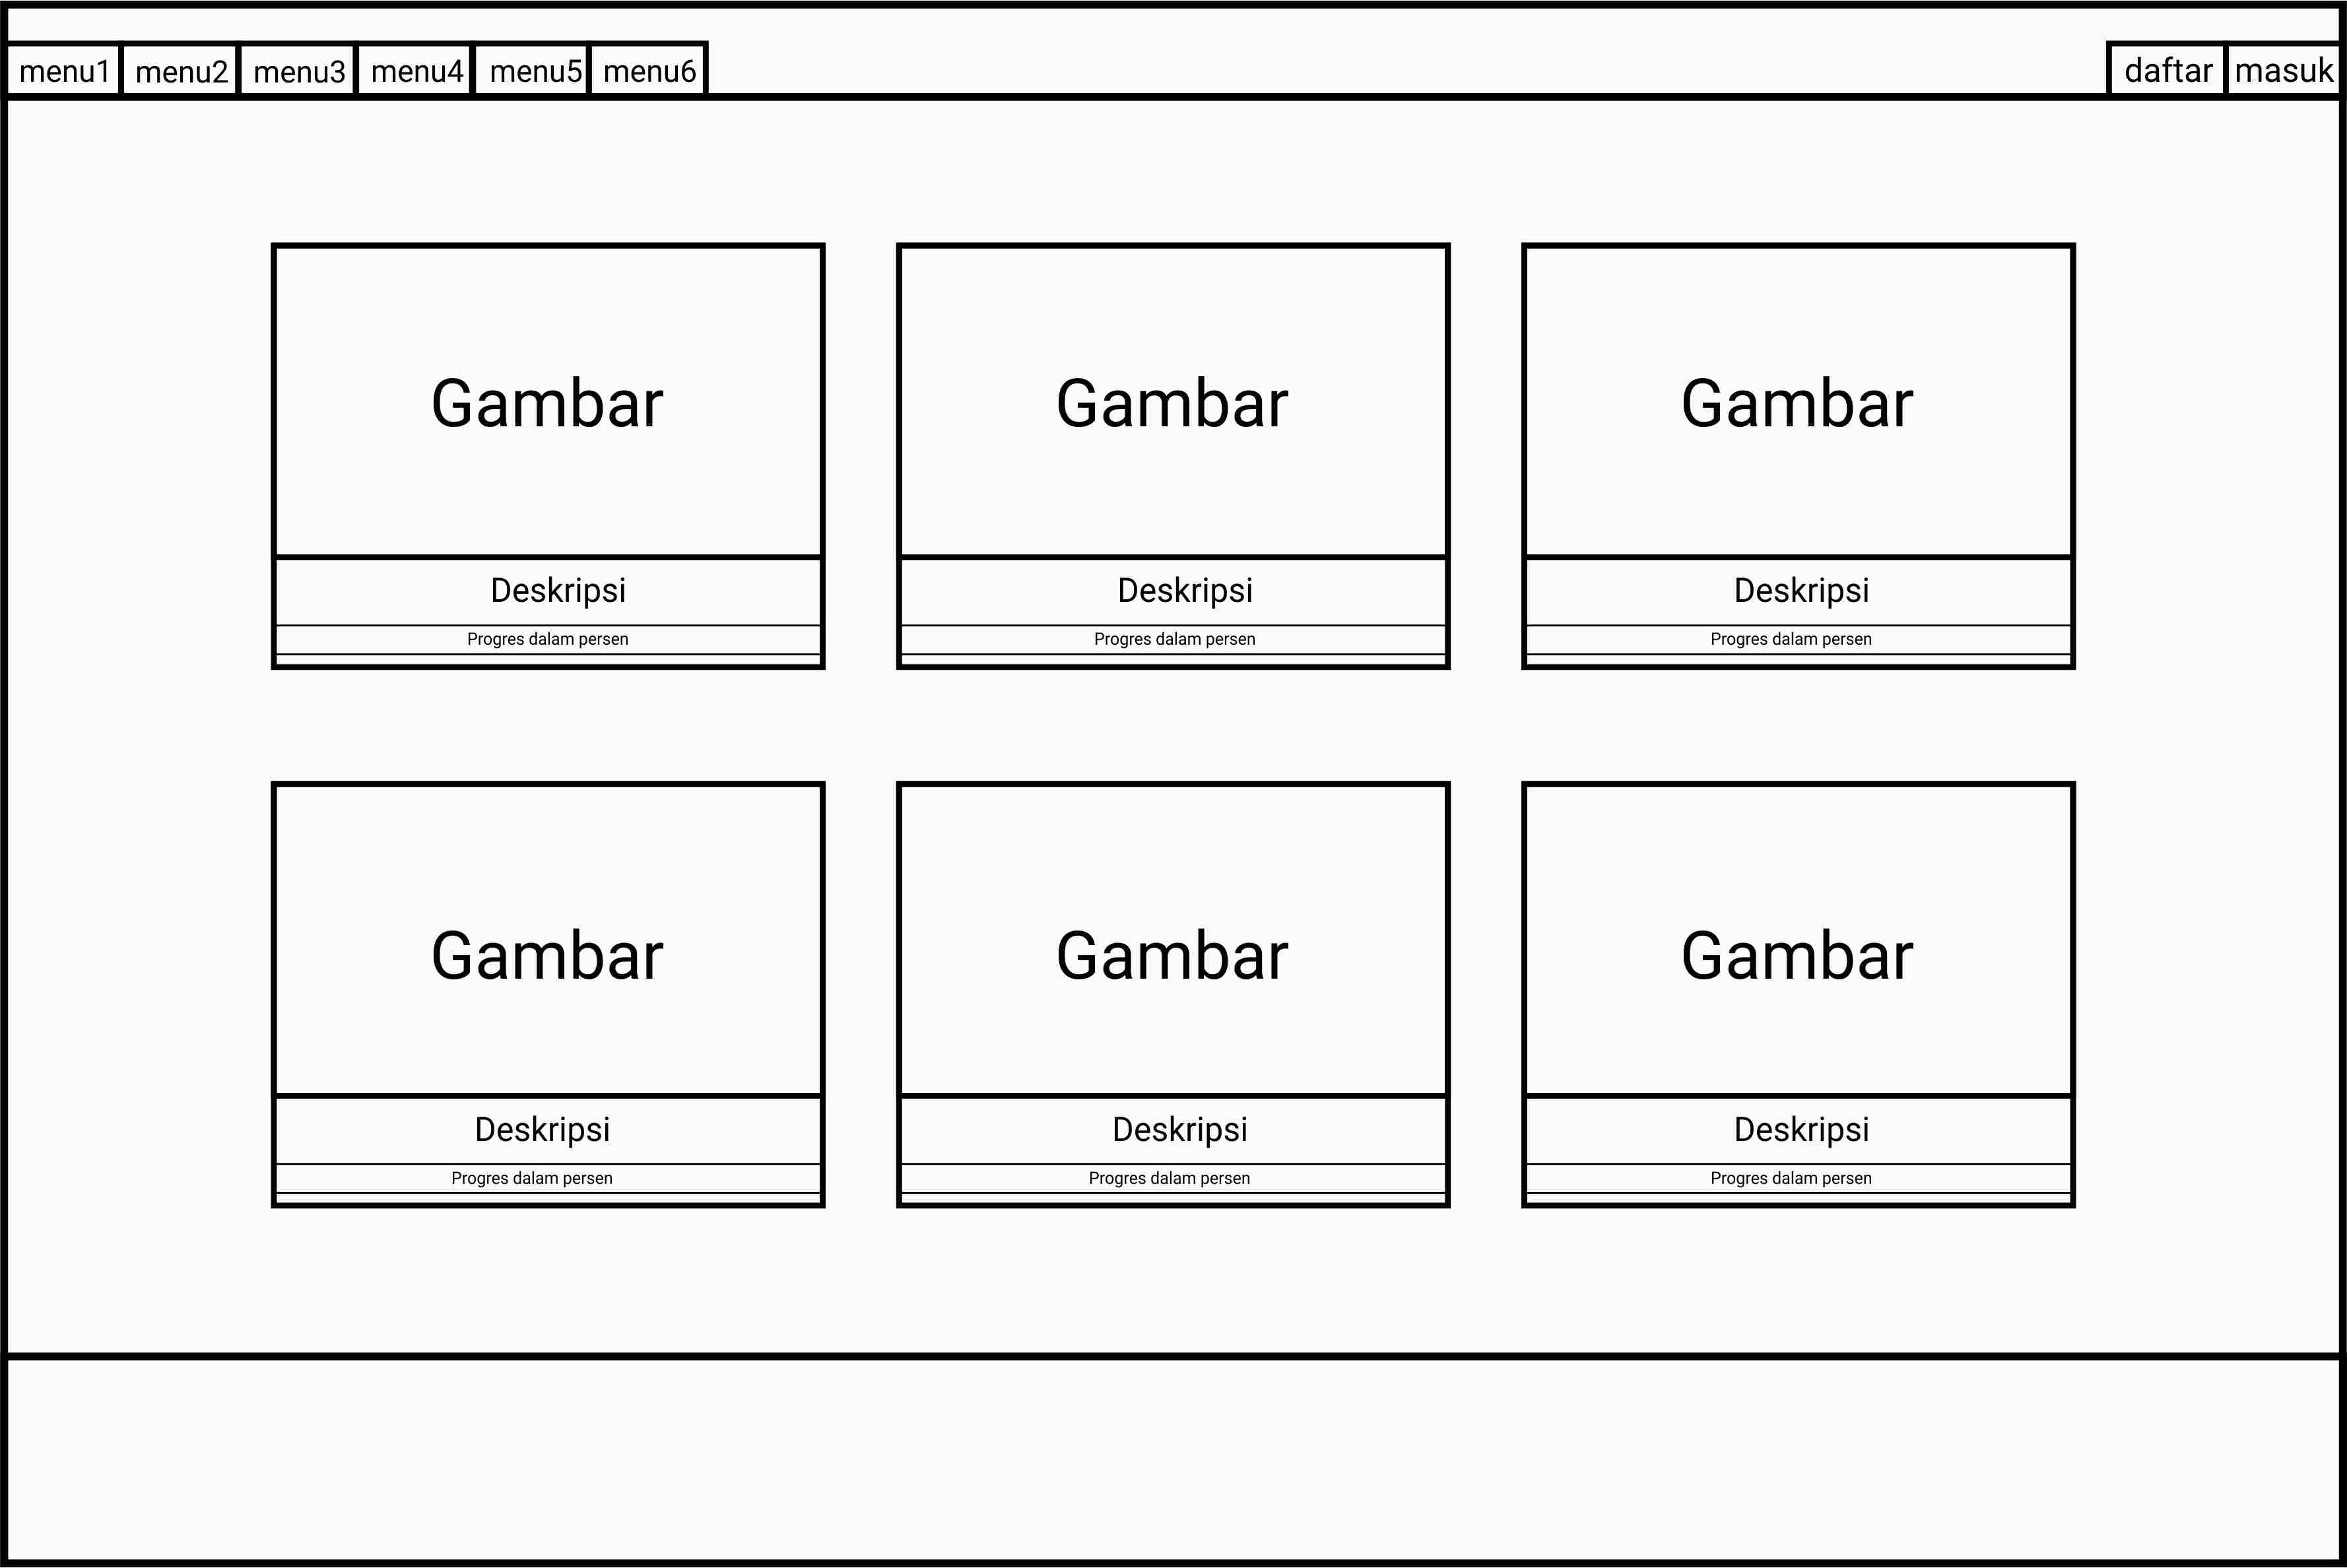 menu1 menu2 menu3 menu4 menu5 menu6 daftar masuk
Gambar Gambar Gambar
Deskripsi Deskripsi Deskripsi
Progres dalam persen Progres dalam persen Progres dalam persen
Gambar Gambar Gambar
Deskripsi Deskripsi Deskripsi
Progres dalam persen Progres dalam persen Progres dalam persen